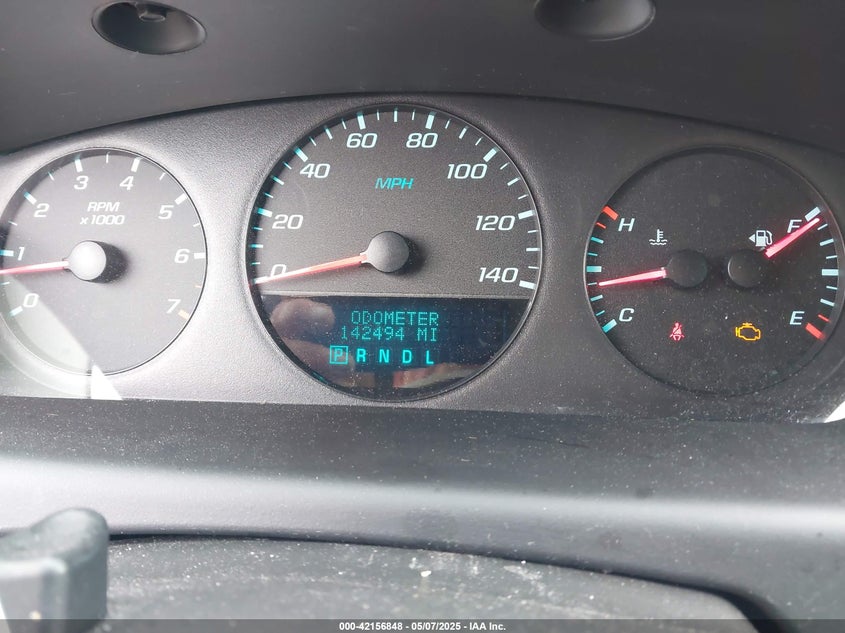 0 1 2 3 4 5 6 7
RPM
x1000
0 20 40 60 80 100 120 140
MPH
ODOMETER
142494 MI
P R N D L
H
C
F
E
000-42156848 • 05/07/2025 • IAA Inc.